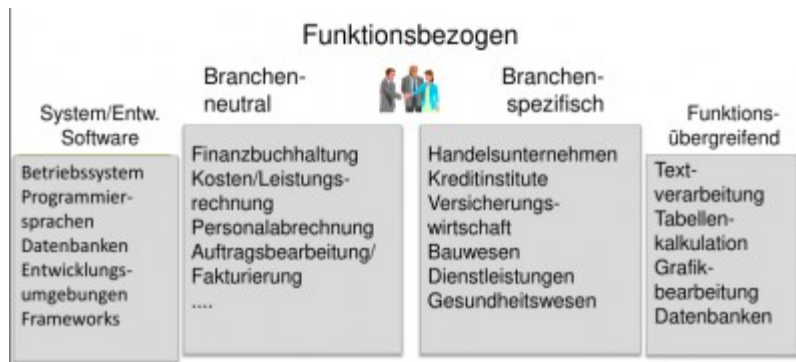 Funktionsbezogen
System/Entw.
Software
Betriebssystem
Programmier-
sprachen
Datenbanken
Entwicklungs-
umgebungen
Frameworks
Branchen-
neutral
Finanzbuchhaltung
Kosten/Leistungs-
rechnung
Personalabrechnung
Auftragsbearbeitung/
Fakturierung
....
Branchen-
spezifisch
Handelsunternehmen
Kreditinstitute
Versicherungs-
wirtschaft
Bauwesen
Dienstleistungen
Gesundheitswesen
Funktions-
übergreifend
Text-
verarbeitung
Tabellen-
kalkulation
Grafik-
bearbeitung
Datenbanken